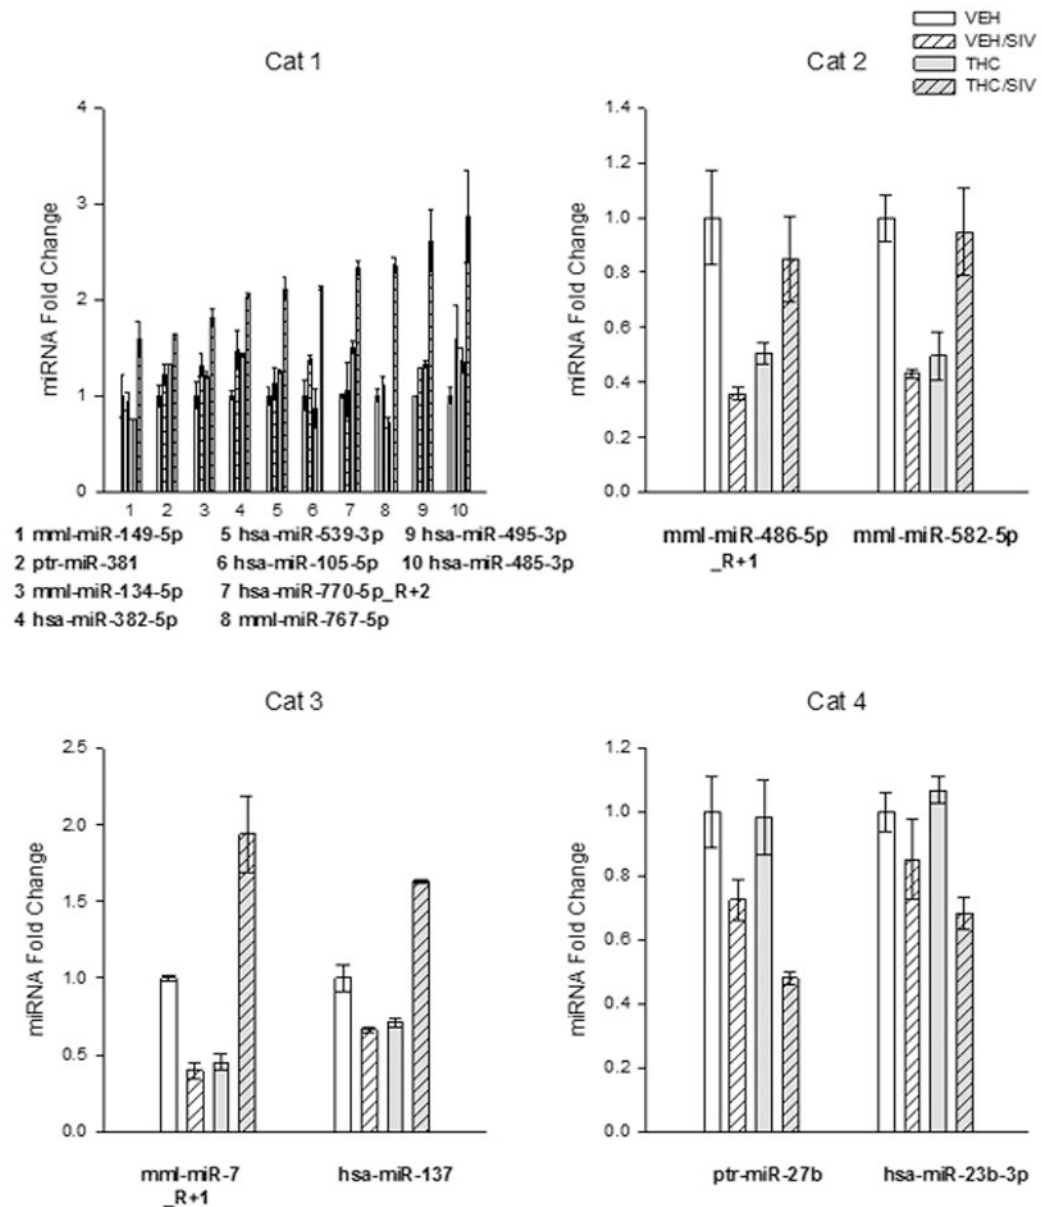 VEH
VEH/SIV
THC
THC/SIV
Cat 1
miRNA Fold Change
4
3
2
1
0
1 2 3 4 5 6 7 8 9 10
1 mml-miR-149-5p 5 hsa-miR-539-3p 9 hsa-miR-495-3p
2 ptr-miR-381 6 hsa-miR-105-5p 10 hsa-miR-485-3p
3 mml-miR-134-5p 7 hsa-miR-770-5p_R+2
4 hsa-miR-382-5p 8 mml-miR-767-5p
Cat 2
miRNA Fold Change
1.4
1.2
1.0
0.8
0.6
0.4
0.2
0.0
mml-miR-486-5p mml-miR-582-5p
_R+1
Cat 3
miRNA Fold Change
2.5
2.0
1.5
1.0
0.5
0.0
mml-miR-7 hsa-miR-137
_R+1
Cat 4
miRNA Fold Change
1.2
1.0
0.8
0.6
0.4
0.2
0.0
ptr-miR-27b hsa-miR-23b-3p